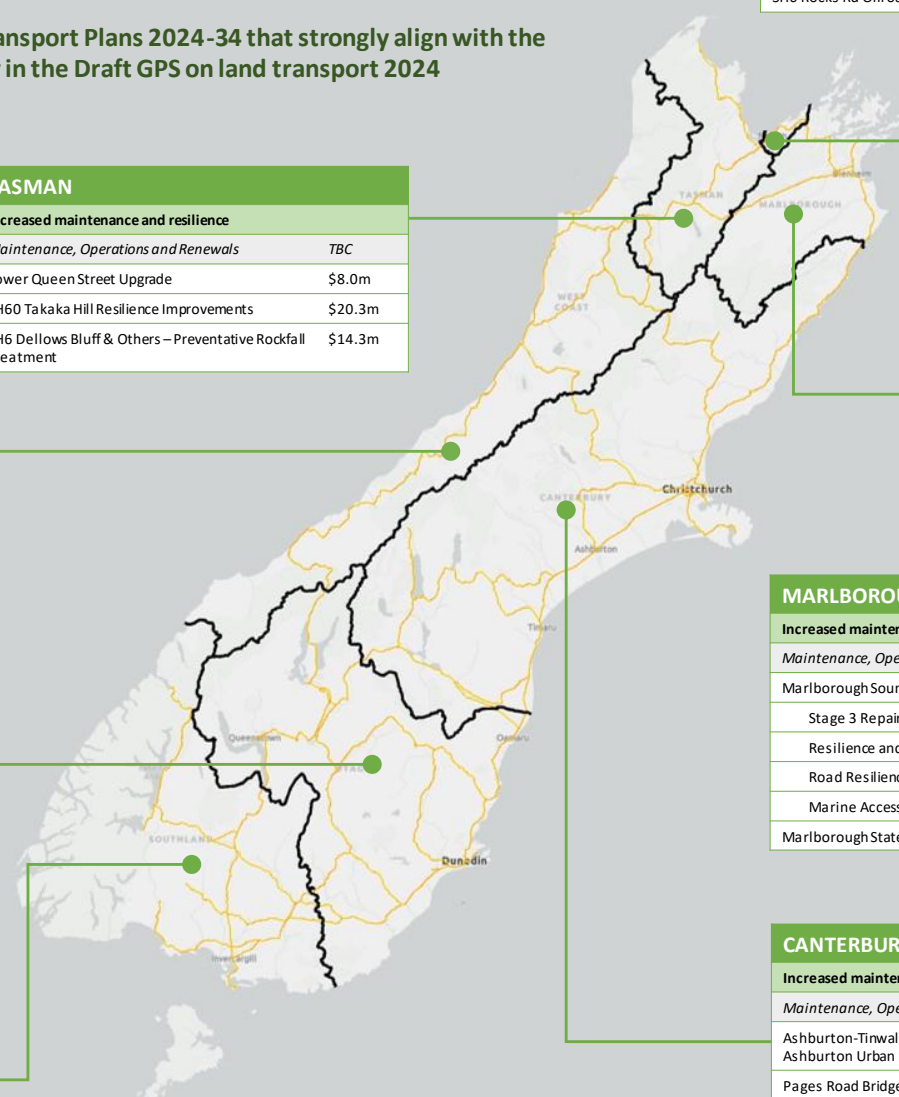 ansport Plans 2024-34 that strongly align with the
in the Draft GPS on land transport 2024
ASMAN
creased maintenance and resilience
aintenance, Operations and Renewals TBC
ower Queen Street Upgrade $8.0m
H60 Takaka Hill Resilience Improvements $20.3m
H6 Dellows Bluff & Others – Preventative Rockfall $14.3m
eatment
TASMAN
Blenheim
MARLBOROUGH
WEST
COAST
CANTERBURY
Christchurch
Ashburton
Timaru
Queenstown
Oamaru
OTAGO
SOUTHLAND
Dunedin
Invercargill
MARLBOROU
Increased mainten
Maintenance, Ope
Marlborough Soun
Stage 3 Repair
Resilience and
Road Resilienc
Marine Access
Marlborough State
CANTERBUR
Increased mainten
Maintenance, Ope
Ashburton-Tinwal
Ashburton Urban
Pages Road Bridge